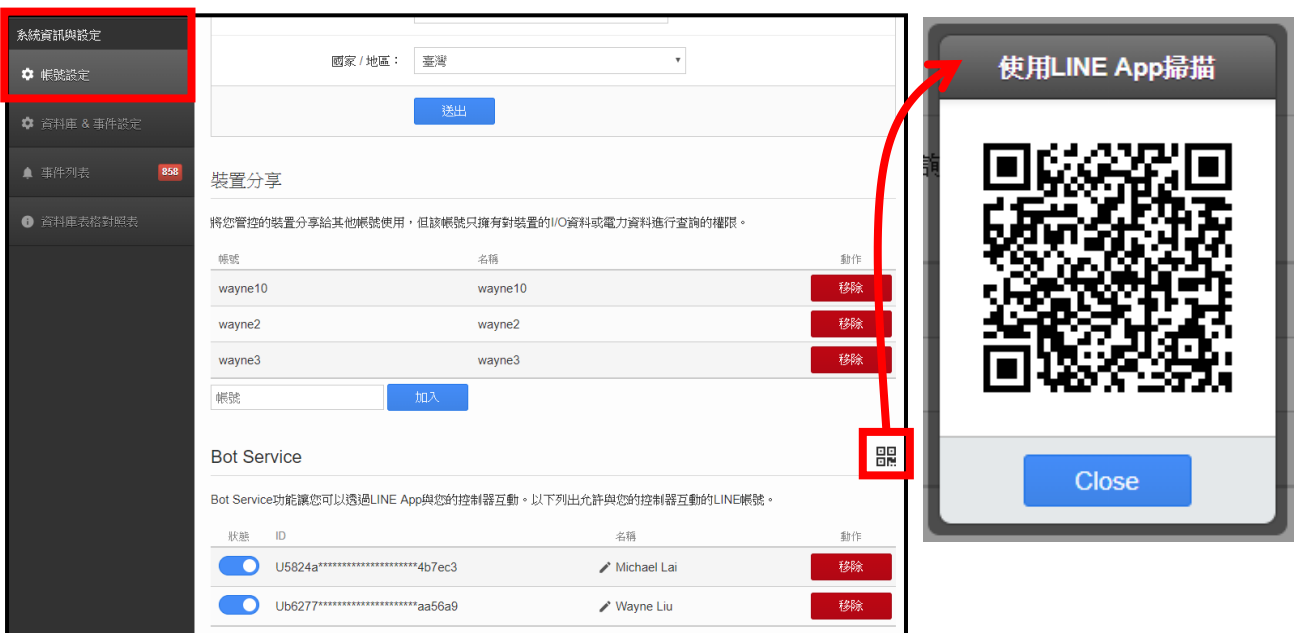 系統資訊與設定
帳號設定
資料庫 & 事件設定
事件列表 858
資料庫表格對照表
國家 / 地區： 臺灣
送出
裝置分享
將您管控的裝置分享給其他帳號使用，但該帳號只擁有對裝置的I/O資料或電力資料進行查詢的權限。
帳號 名稱 動作
wayne10 wayne10 移除
wayne2 wayne2 移除
wayne3 wayne3 移除
帳號 加入
Bot Service
Bot Service功能讓您可以透過LINE App與您的控制器互動。以下列出允許與您的控制器互動的LINE帳號。
狀態 ID 名稱 動作
U5824a*********************4b7ec3 Michael Lai 移除
Ub6277*********************aa56a9 Wayne Liu 移除
使用LINE App掃描
詢
Close